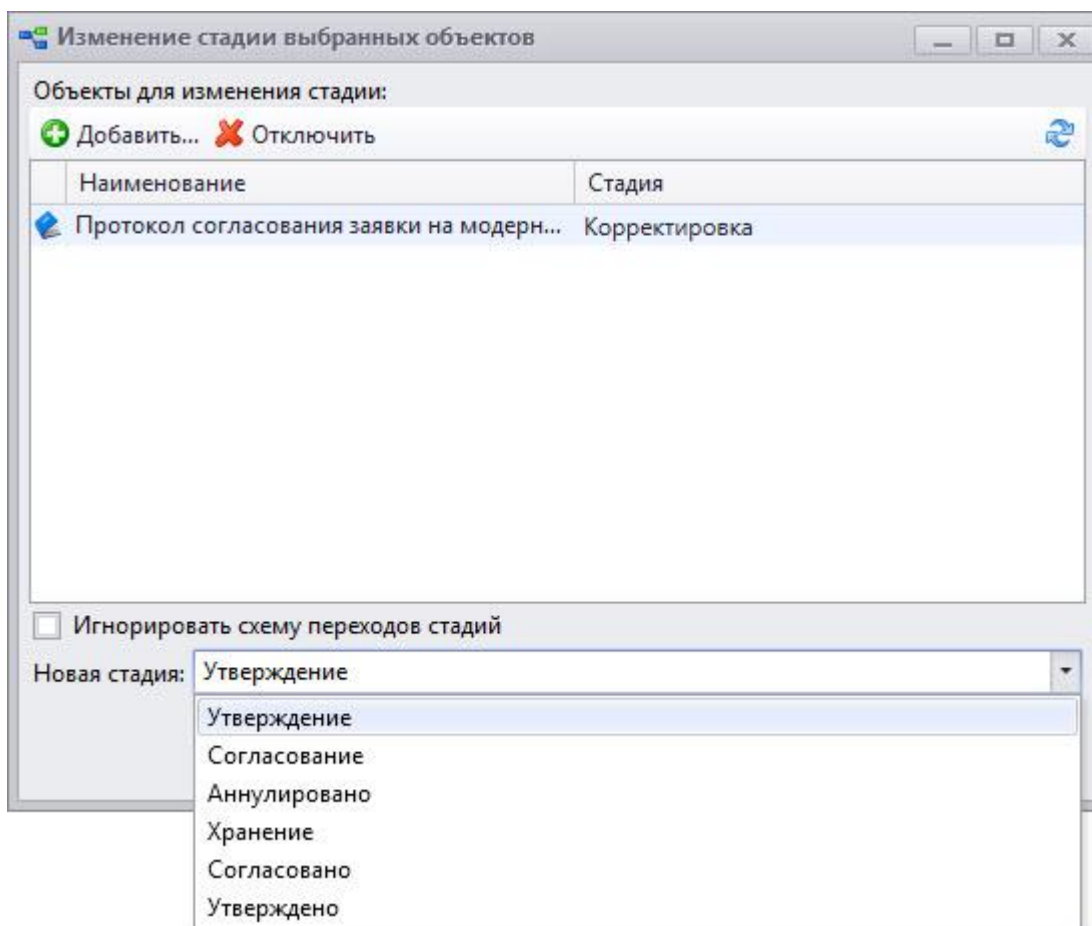 Изменение стадии выбранных объектов
Объекты для изменения стадии:
Добавить... Отключить
Наименование Стадия
Протокол согласования заявки на модерн... Корректировка
Игнорировать схему переходов стадий
Новая стадия: Утверждение
Утверждение
Согласование
Аннулировано
Хранение
Согласовано
Утверждено